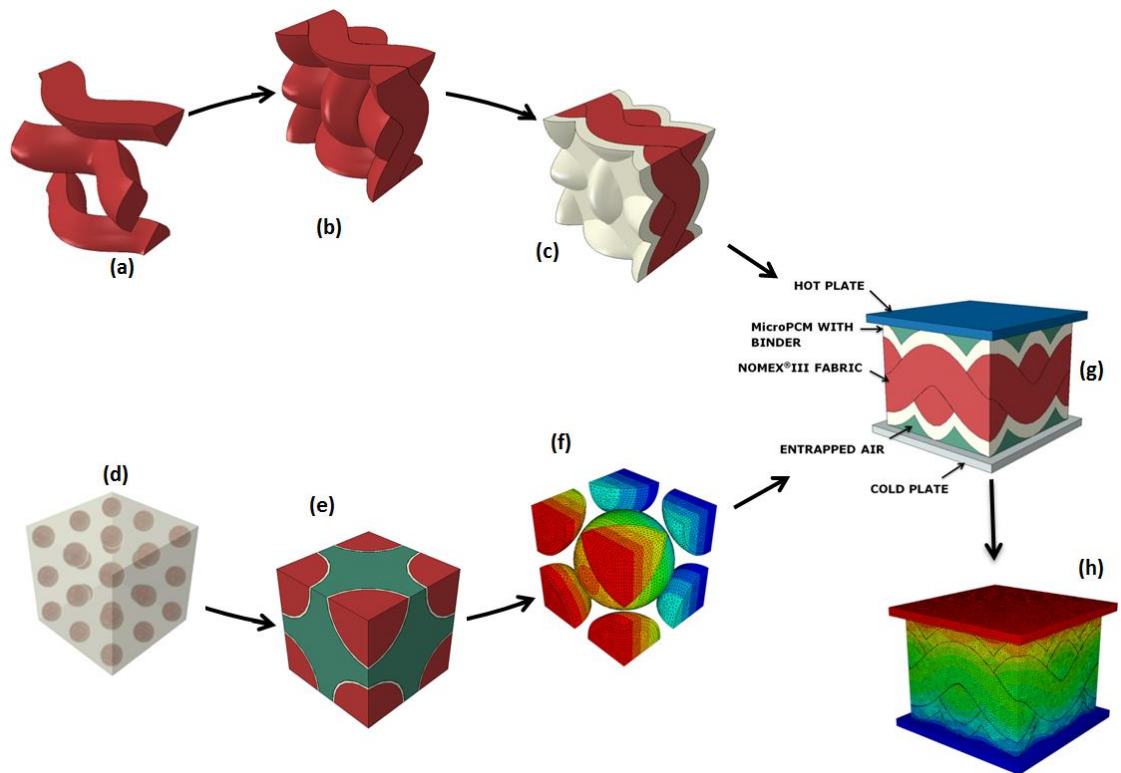 (a)
(b)
(c)
HOT PLATE
MicroPCM WITH
BINDER
NOMEX®III FABRIC
(g)
ENTRAPPED AIR
COLD PLATE
(d)
(e)
(f)
(h)